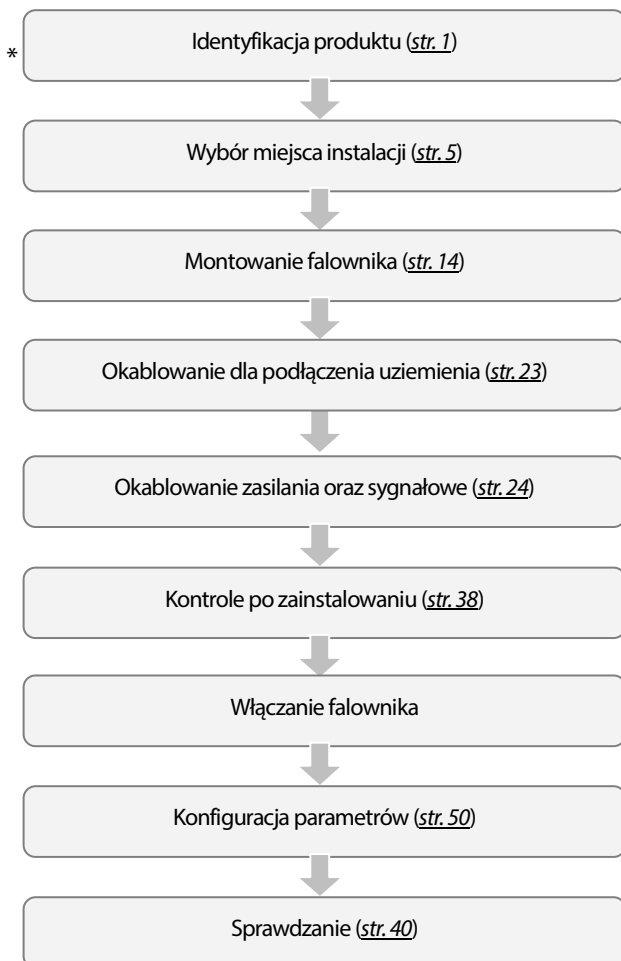 Identyfikacja produktu (str. 1)
*
Wybór miejsca instalacji (str. 5)
Montowanie falownika (str. 14)
Okablowanie dla podłączenia uziemienia (str. 23)
Okablowanie zasilania oraz sygnałowe (str. 24)
Kontrole po zainstalowaniu (str. 38)
Włączanie falownika
Konfiguracja parametrów (str. 50)
Sprawdzanie (str. 40)